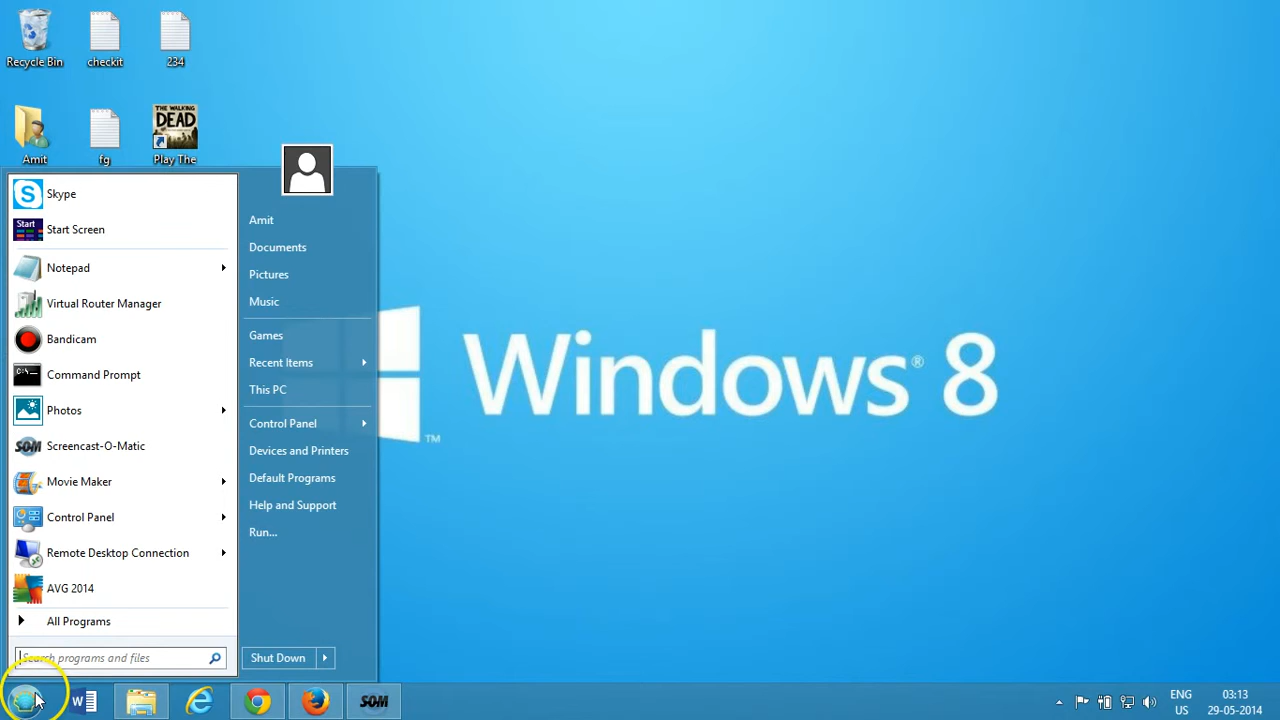 Recycle Bin
checkit
234
Amit
fg
THE WALKING
DEAD
Play The
Skype
Start
Start Screen
Notepad
Virtual Router Manager
Bandicam
C:\>_
Command Prompt
Photos
SOM
Screencast-O-Matic
Movie Maker
Control Panel
Remote Desktop Connection
AVG 2014
All Programs
Search programs and files
Amit
Documents
Pictures
Music
Games
Recent Items
This PC
Control Panel
Devices and Printers
Default Programs
Help and Support
Run...
Shut Down
™
Windows® 8
W
SOM
ENG
US
03:13
29-05-2014